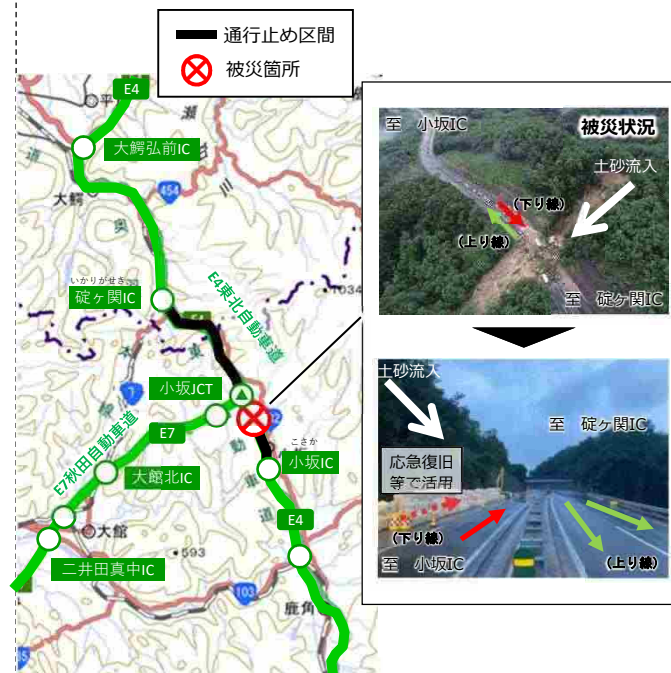 通行止め区間
被災箇所
E4
平
大鰐弘前IC
大鰐
454
いかりがせき
碇ヶ関IC
E4東北自動車道
1034
小坂JCT
E7
E7秋田自動車道
大館北IC
こさか
小坂IC
E4
大館
593
二井田真中IC
103
鹿角
至 小坂IC
被災状況
土砂流入
(下り線)
(上り線)
至 碇ヶ関IC
土砂流入
至 碇ヶ関IC
応急復旧
等で活用
(下り線)
至 小坂IC
(上り線)